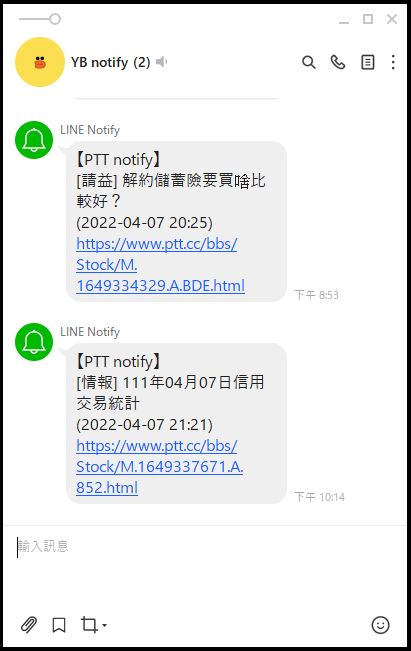 YB notify (2)
LINE Notify
【PTT notify】
[請益] 解約儲蓄險要買啥比
較好？
(2022-04-07 20:25)
https://www.ptt.cc/bbs/
Stock/M.
1649334329.A.BDE.html
下午 8:53
LINE Notify
【PTT notify】
[情報] 111年04月07日信用
交易統計
(2022-04-07 21:21)
https://www.ptt.cc/bbs/
Stock/M.1649337671.A.
852.html
下午 10:14
輸入訊息